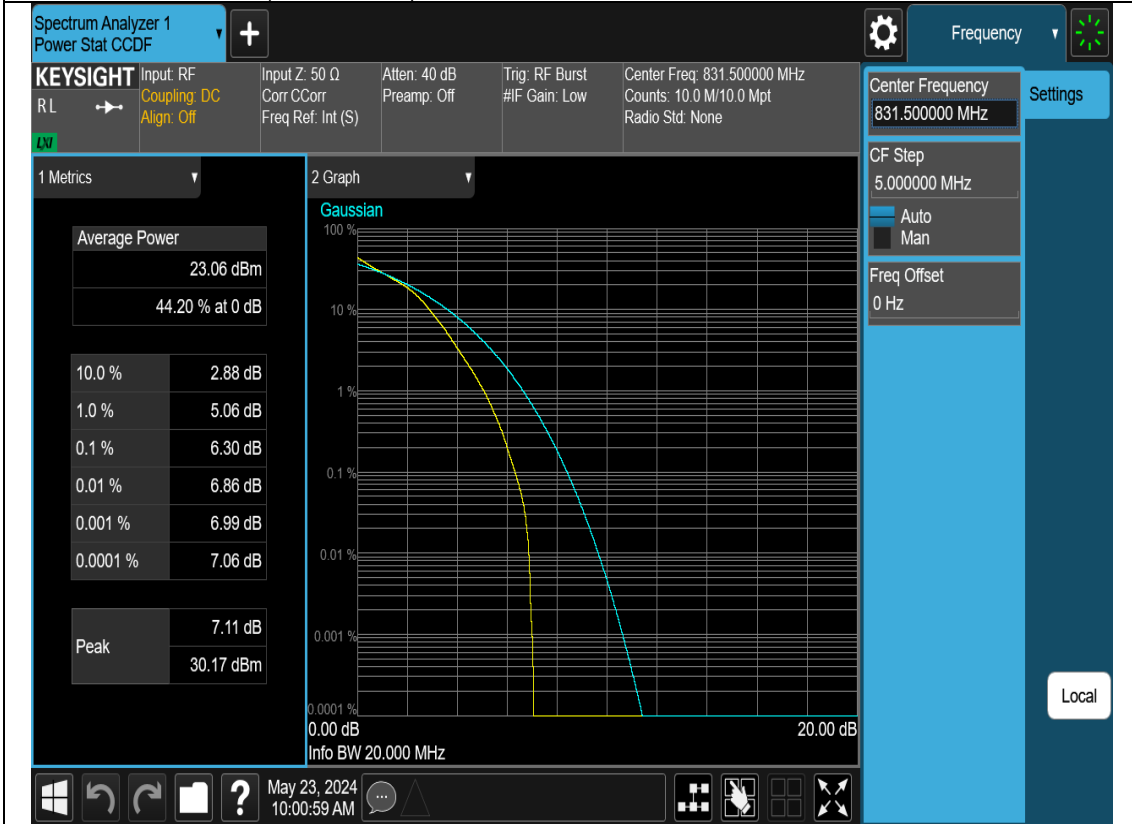 Spectrum Analyzer 1
Power Stat CCDF
Frequency
KEYSIGHT
RL
LXI
Input: RF
Coupling: DC
Align: Off
Input Z: 50 Ω
Corr CCorr
Freq Ref: Int (S)
Atten: 40 dB
Preamp: Off
Trig: RF Burst
#IF Gain: Low
Center Freq: 831.500000 MHz
Counts: 10.0 M/10.0 Mpt
Radio Std: None
Center Frequency
831.500000 MHz
Settings
CF Step
5.000000 MHz
Auto
Man
Freq Offset
0 Hz
Local
1 Metrics
Average Power
23.06 dBm
44.20 % at 0 dB
10.0 % 2.88 dB
1.0 % 5.06 dB
0.1 % 6.30 dB
0.01 % 6.86 dB
0.001 % 6.99 dB
0.0001 % 7.06 dB
Peak
7.11 dB
30.17 dBm
2 Graph
Gaussian
100 %
10 %
1 %
0.1 %
0.01 %
0.001 %
0.0001 %
0.00 dB 20.00 dB
Info BW 20.000 MHz
?
May 23, 2024
10:00:59 AM